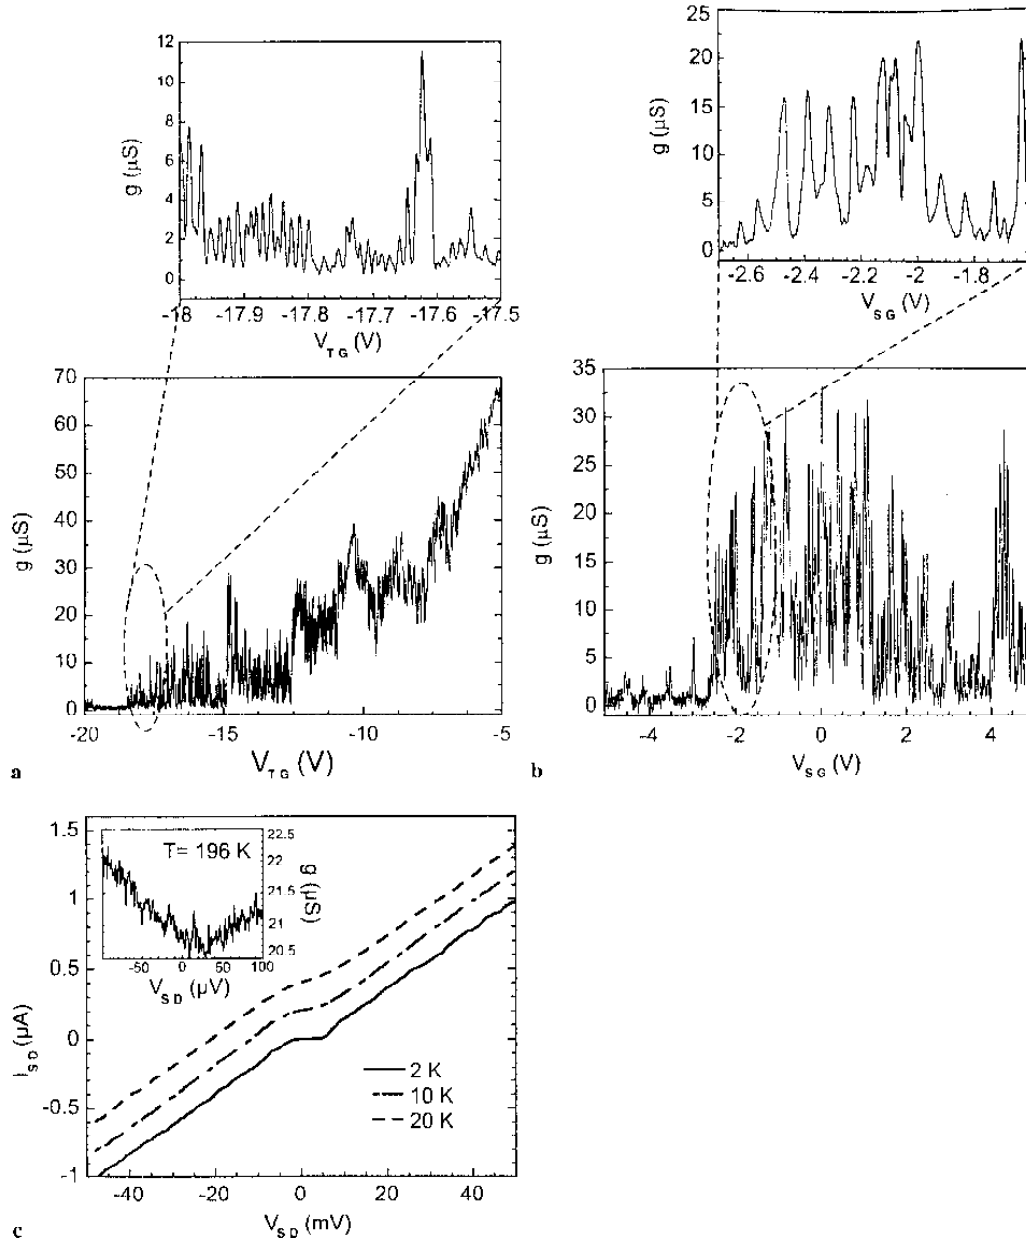 12
10
8
6
4
2
0
g (μS)
-18 -17.9 -17.8 -17.7 -17.6 -17.5
V_TG (V)
25
20
15
10
5
0
g (μS)
-2.6 -2.4 -2.2 -2 -1.8
V_SG (V)
70
60
50
40
30
20
10
0
g (μS)
-20 -15 -10 -5
V_TG (V)
a
35
30
25
20
15
10
5
0
g (μS)
-4 -2 0 2 4
V_SG (V)
b
1.5
1
0.5
0
-0.5
-1
I_SD (μA)
T= 196 K
22.5
22
21.5
21
20.5
g (μS)
-50 0 50 100
V_SD (μV)
2 K
10 K
20 K
-40 -20 0 20 40
V_SD (mV)
c